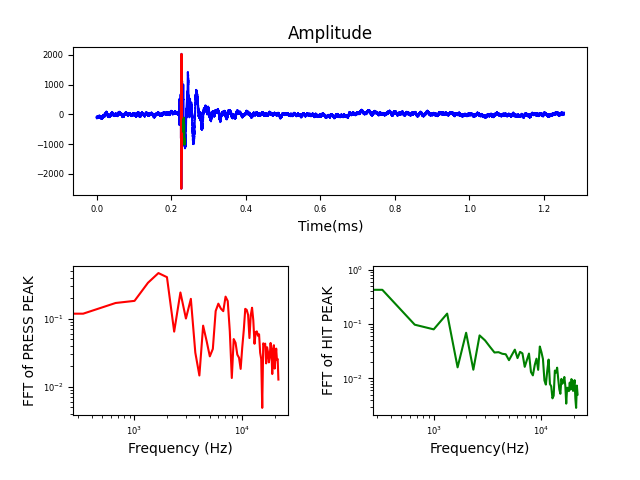 Amplitude
2000
1000
0
−1000
−2000
0.0 0.2 0.4 0.6 0.8 1.0 1.2
Time(ms)
FFT of PRESS PEAK
10⁻¹
10⁻²
10³ 10⁴
Frequency (Hz)
FFT of HIT PEAK
10⁰
10⁻¹
10⁻²
10³ 10⁴
Frequency(Hz)